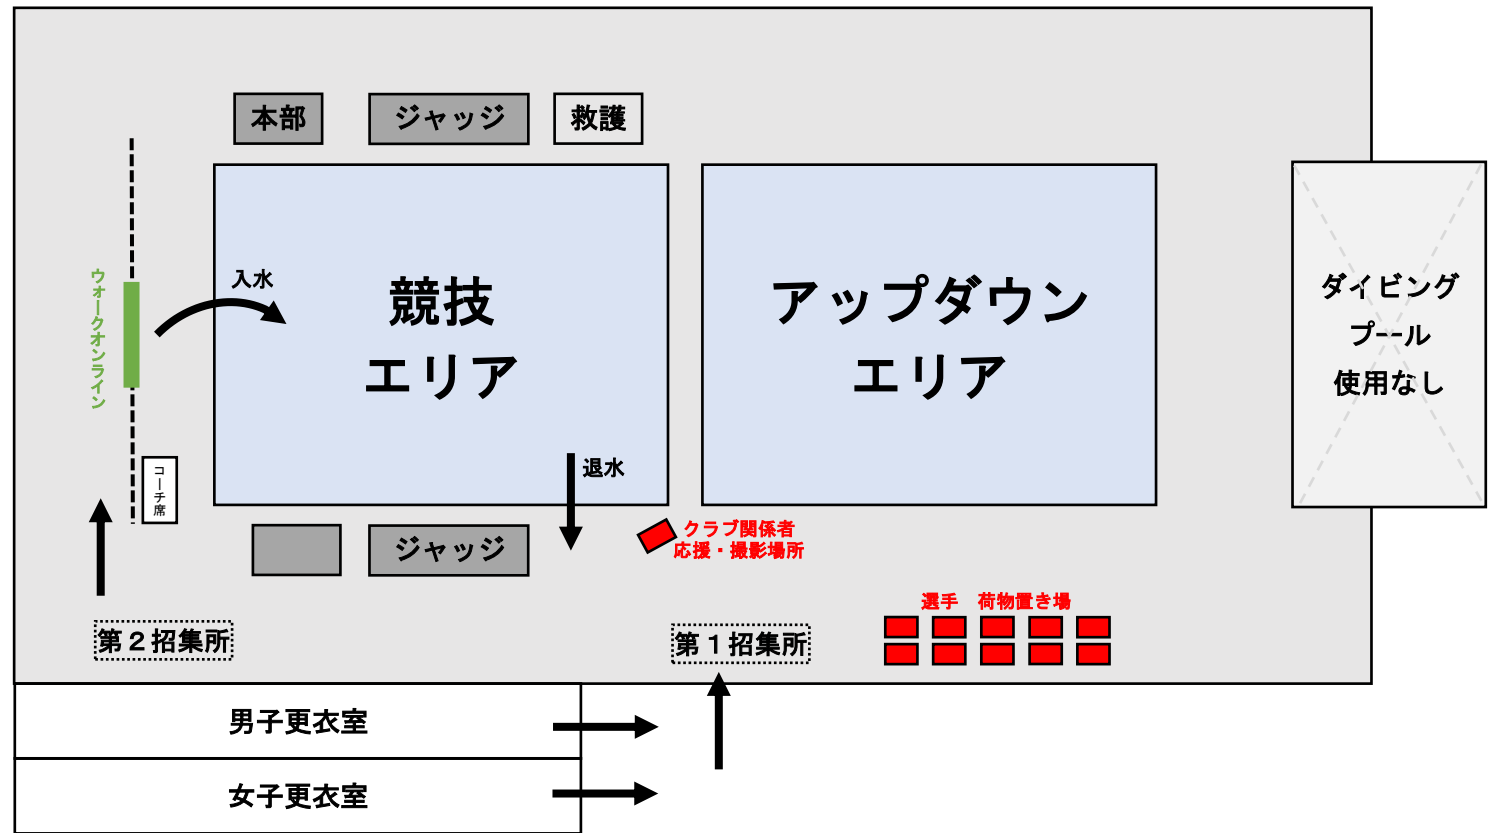 本部
ジャッジ
救護
入水
競技
エリア
アップダウン
エリア
ダイビング
プール
使用なし
ウォークオンライン
コーチ席
退水
クラブ関係者
応援・撮影場所
ジャッジ
選手　荷物置き場
第２招集所
第１招集所
男子更衣室
女子更衣室